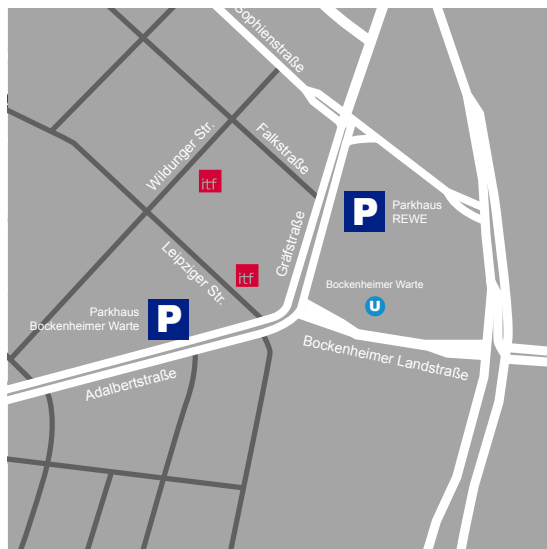 Sophienstraße
Wildunger Str.
Falkstraße
itf
P
Parkhaus
REWE
Gräfstraße
Leipziger Str.
itf
Bockenheimer Warte
U
Parkhaus
Bockenheimer Warte
P
Bockenheimer Landstraße
Adalbertstraße